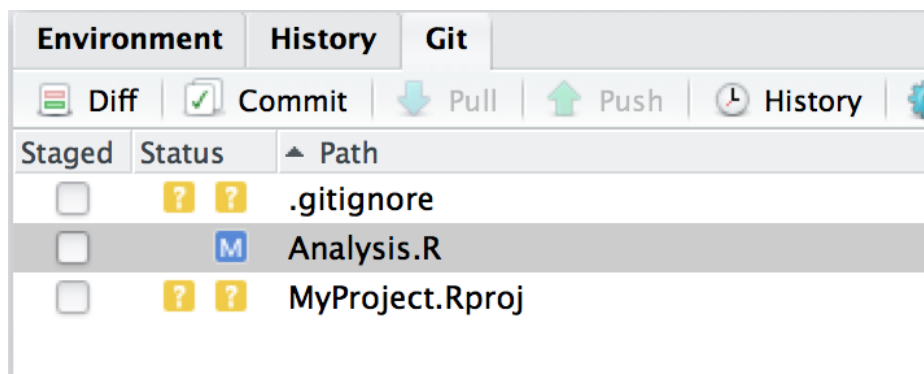 Environment History Git
Diff Commit Pull Push History
Staged Status Path
? ? .gitignore
M Analysis.R
? ? MyProject.Rproj